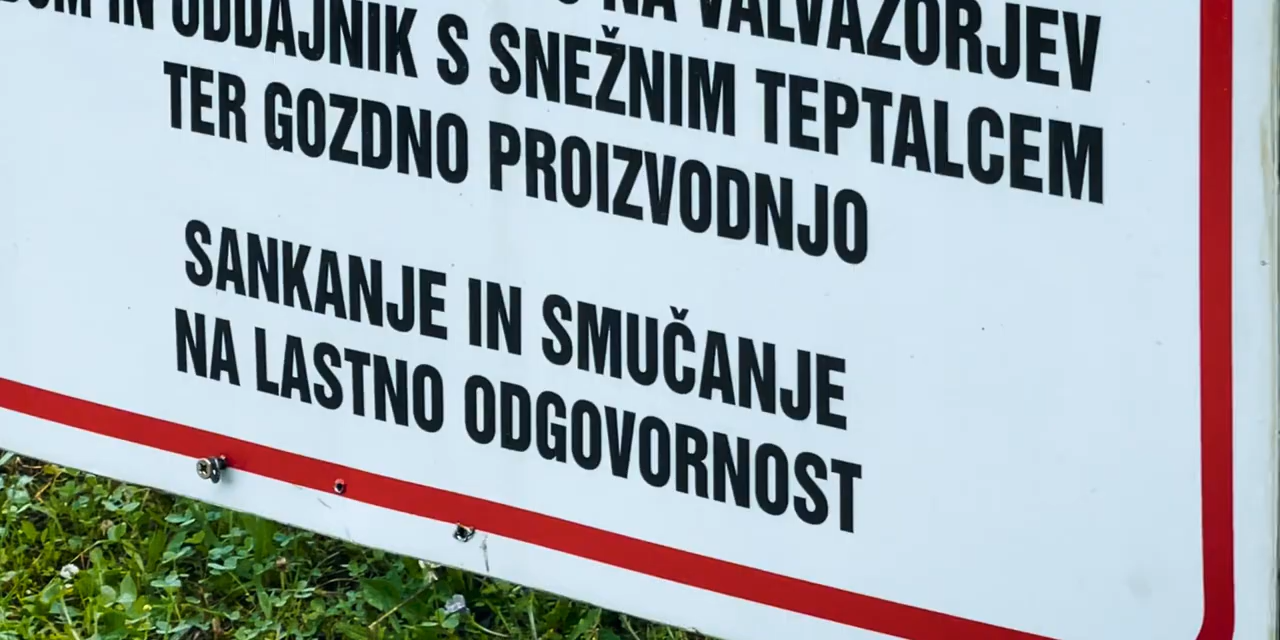 NA VALVAZORJEV
IN ODDAJNIK S SNEŽNIM TEPTALCEM
TER GOZDNO PROIZVODNJO
SANKANJE IN SMUČANJE
NA LASTNO ODGOVORNOST